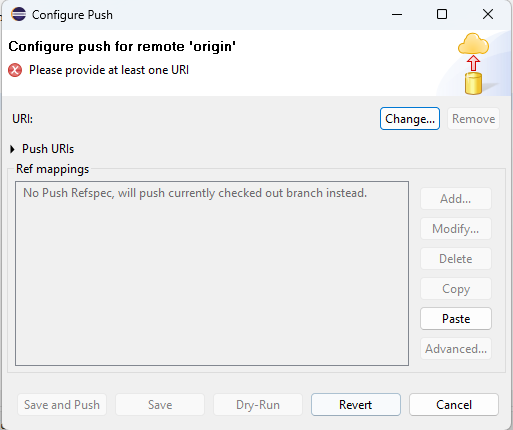 Configure Push
Configure push for remote 'origin'
Please provide at least one URI
URI:
Change...
Remove
Push URIs
Ref mappings
No Push Refspec, will push currently checked out branch instead.
Add...
Modify...
Delete
Copy
Paste
Advanced...
Save and Push
Save
Dry-Run
Revert
Cancel